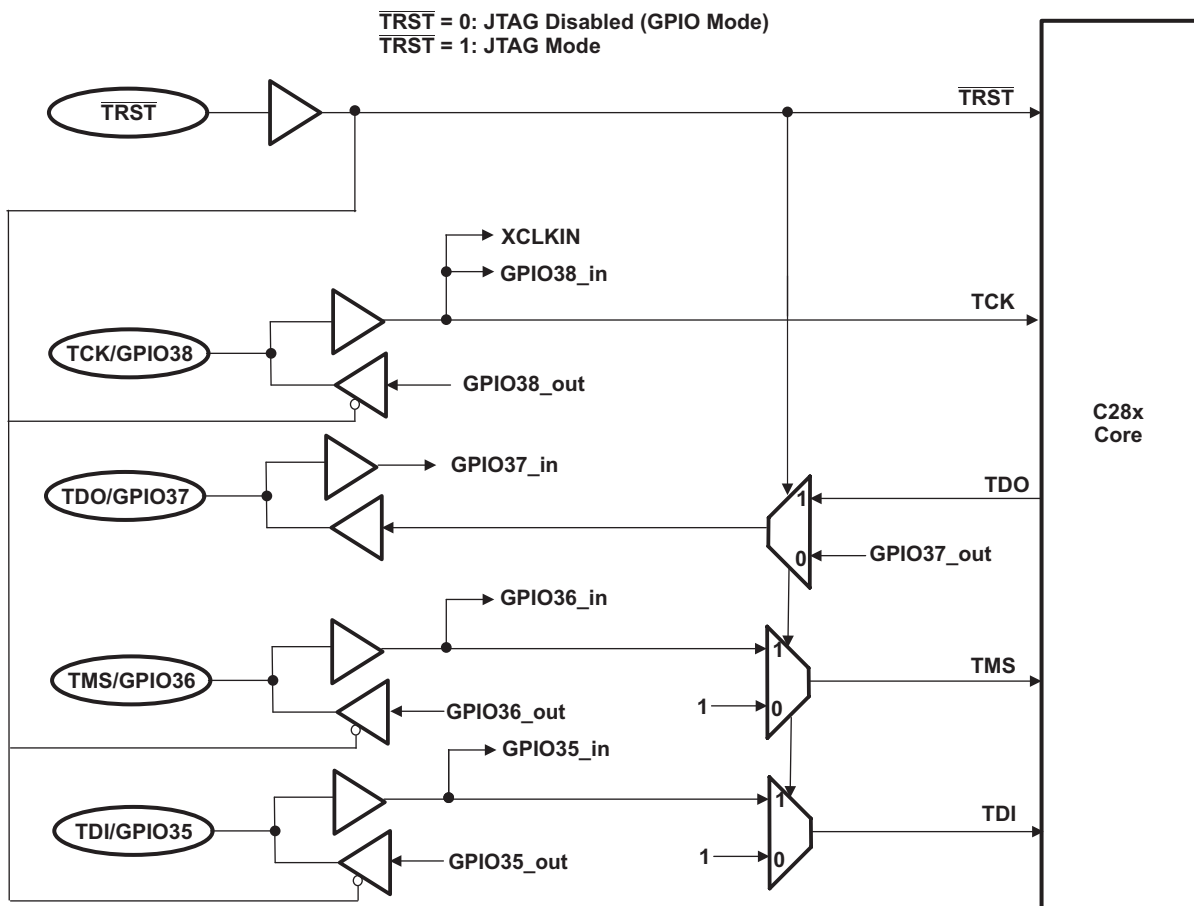 TRST = 0: JTAG Disabled (GPIO Mode)
TRST = 1: JTAG Mode
TRST
TRST
XCLKIN
GPIO38_in
TCK
TCK/GPIO38
GPIO38_out
C28x
Core
GPIO37_in
TDO/GPIO37
TDO
1
0
GPIO37_out
GPIO36_in
1
TMS/GPIO36
TMS
GPIO36_out
1
0
GPIO35_in
1
TDI/GPIO35
TDI
GPIO35_out
1
0